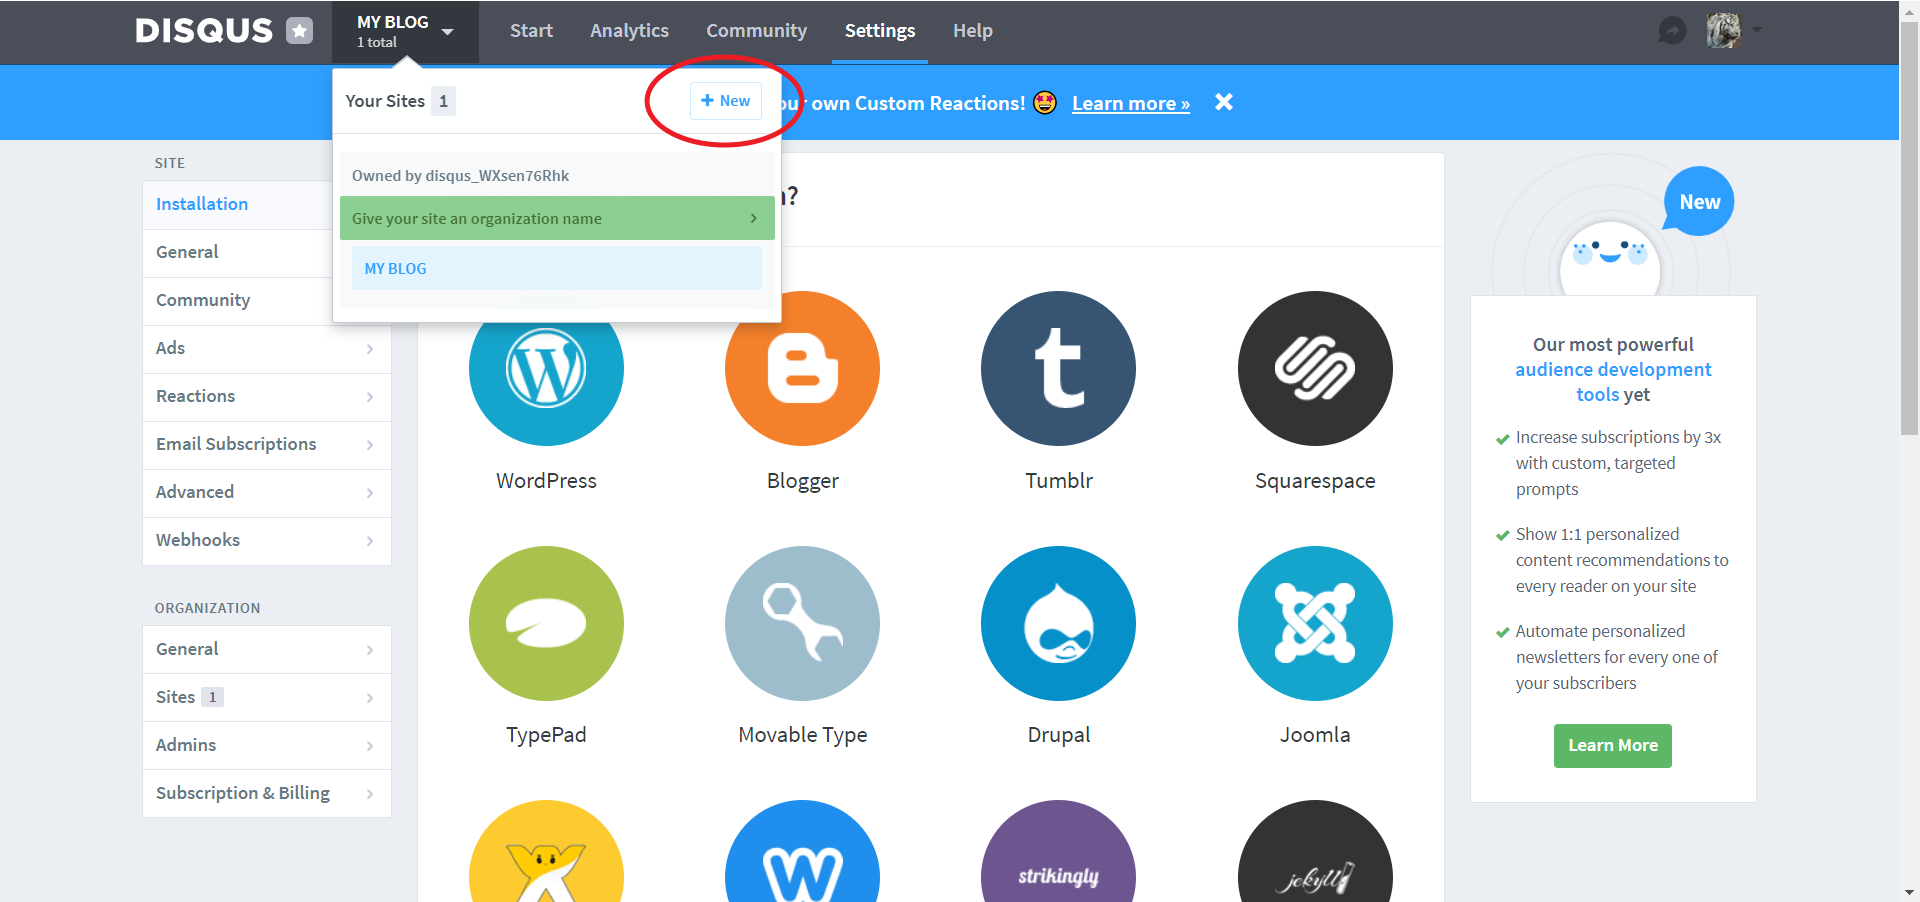 DISQUS
MY BLOG
1 total
Start
Analytics
Community
Settings
Help
Your Sites 1
+ New
our own Custom Reactions! Learn more »
Owned by disqus_WXsen76Rhk
Give your site an organization name
MY BLOG
?
SITE
Installation
General
Community
Ads
Reactions
Email Subscriptions
Advanced
Webhooks
ORGANIZATION
General
Sites 1
Admins
Subscription & Billing
WordPress
Blogger
Tumblr
Squarespace
TypePad
Movable Type
Drupal
Joomla
strikingly
jekyll
New
Our most powerful
audience development
tools yet
Increase subscriptions by 3x
with custom, targeted
prompts
Show 1:1 personalized
content recommendations to
every reader on your site
Automate personalized
newsletters for every one of
your subscribers
Learn More